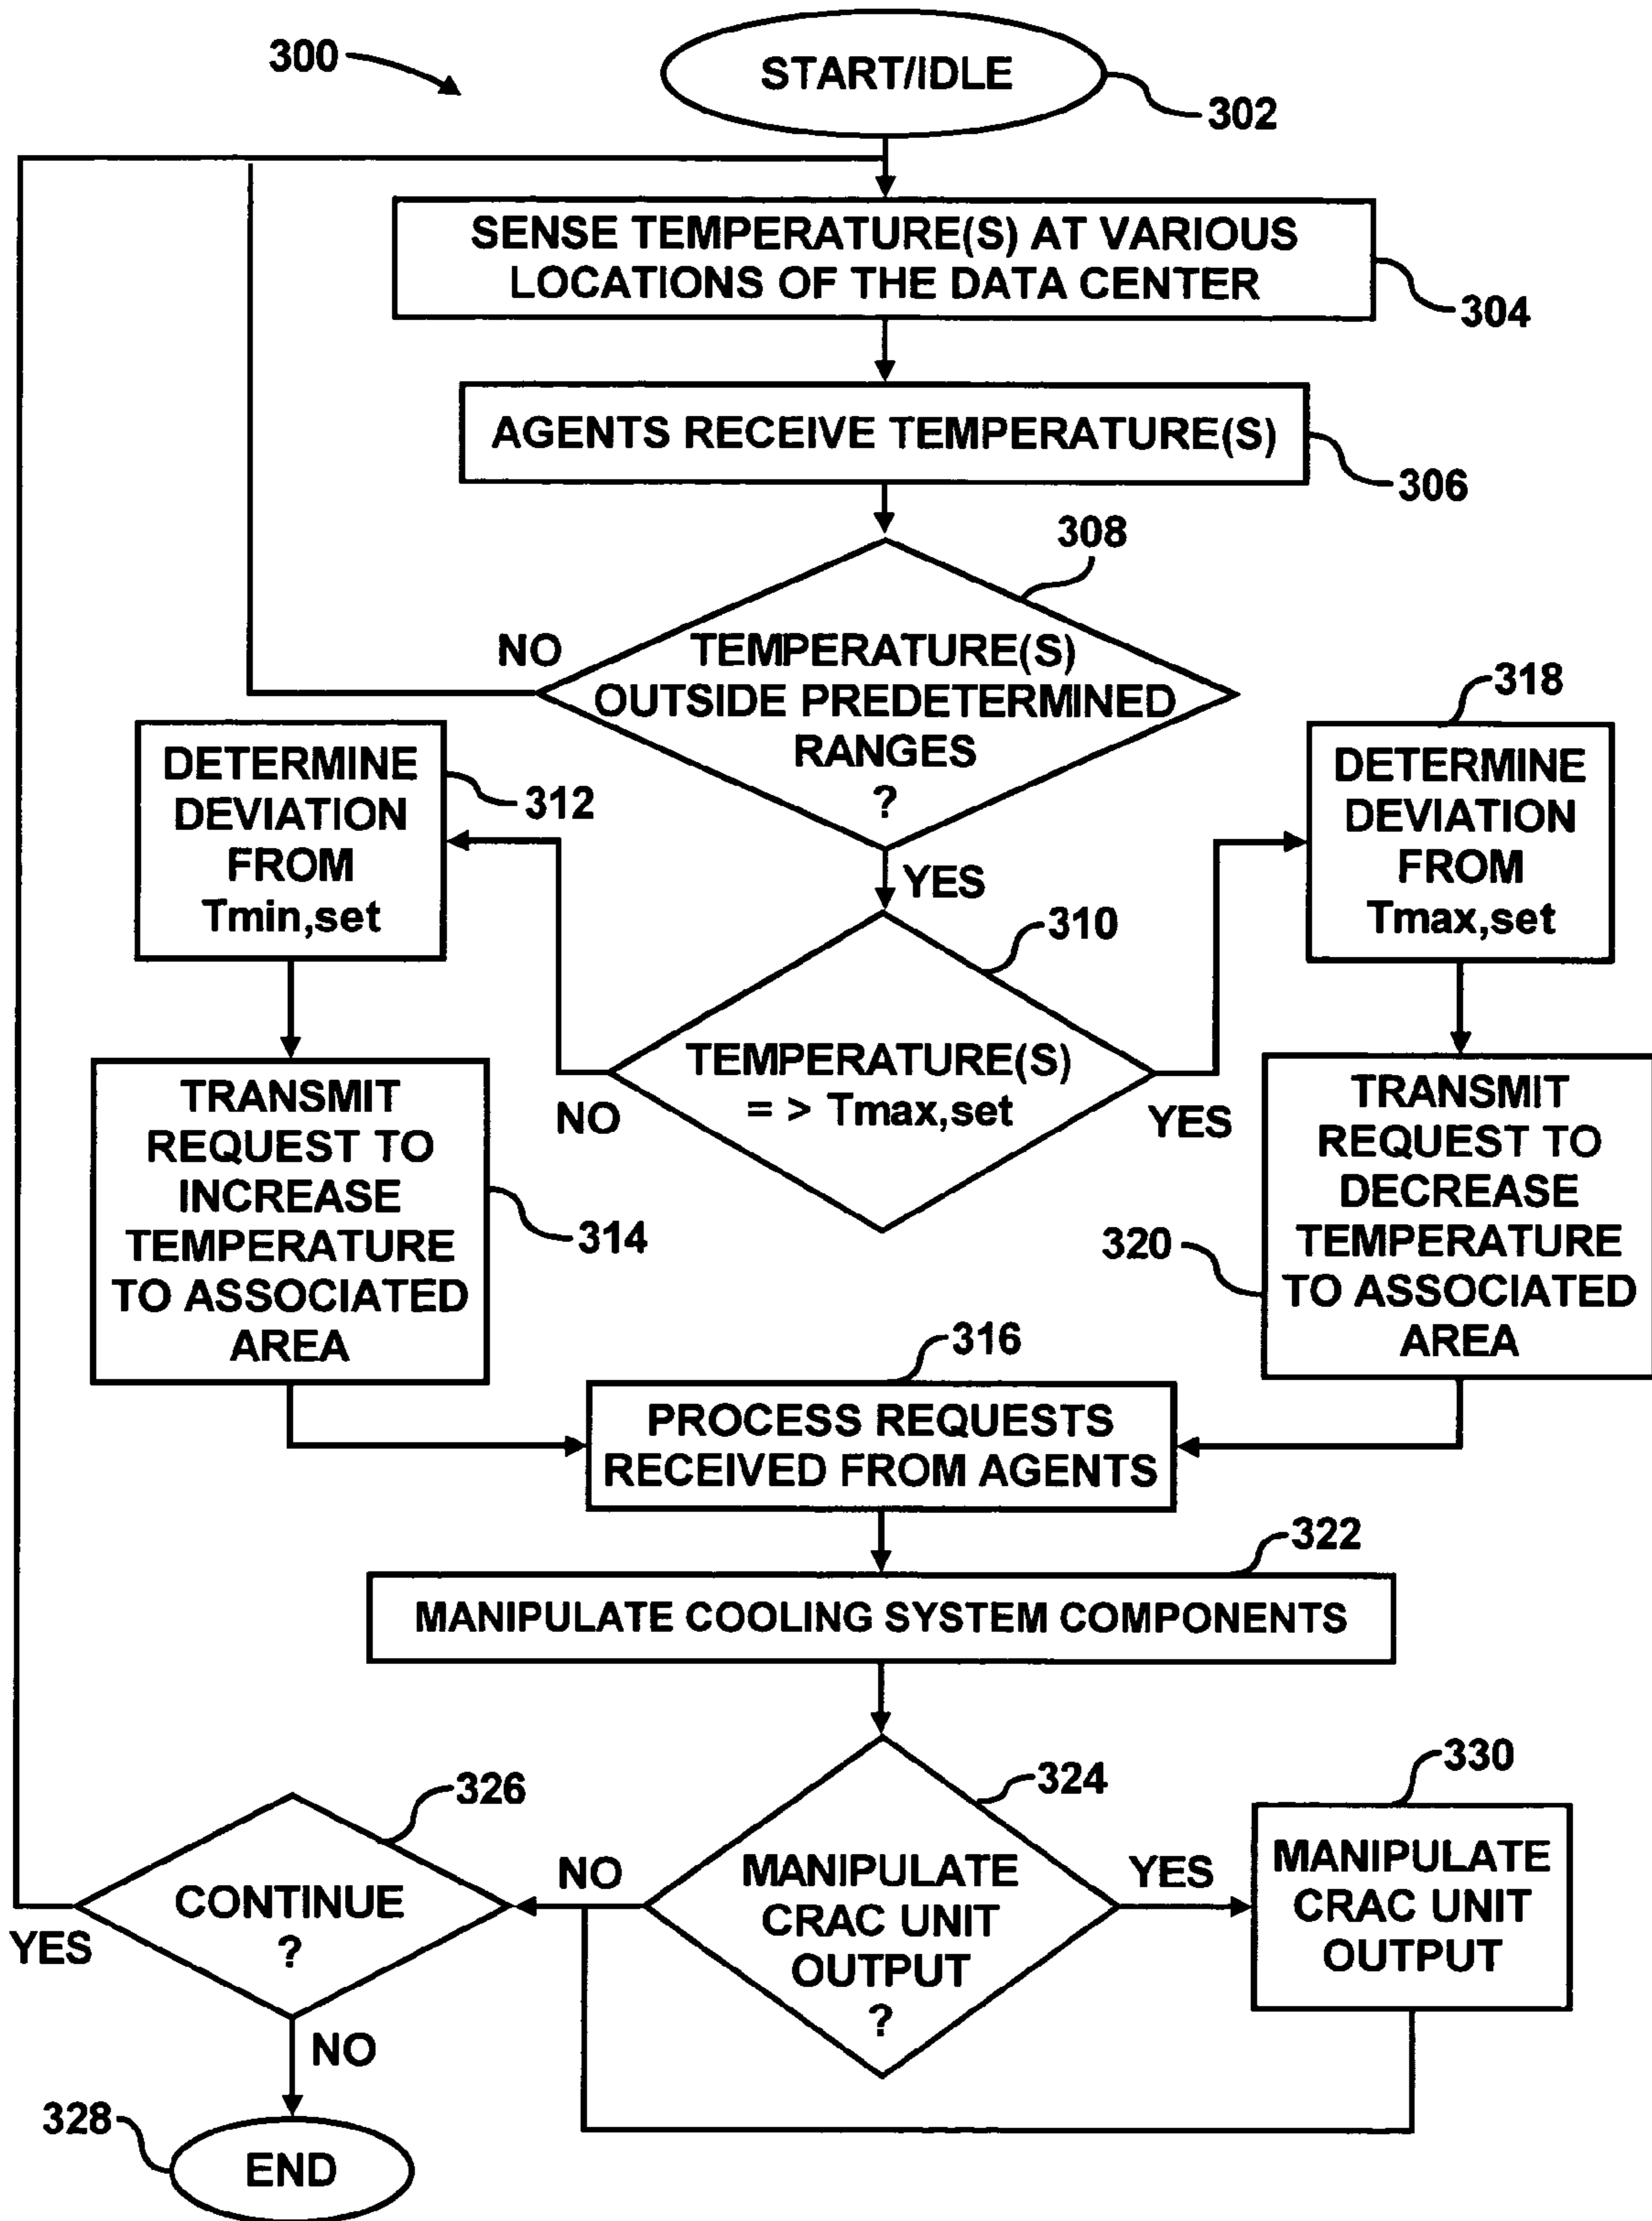 300
START/IDLE
302
SENSE TEMPERATURE(S) AT VARIOUS
LOCATIONS OF THE DATA CENTER
304
AGENTS RECEIVE TEMPERATURE(S)
306
308
NO
TEMPERATURE(S)
OUTSIDE PREDETERMINED
RANGES
?
YES
DETERMINE
DEVIATION
FROM
Tmin,set
312
318
DETERMINE
DEVIATION
FROM
Tmax,set
310
TEMPERATURE(S)
= > Tmax,set
NO
YES
TRANSMIT
REQUEST TO
INCREASE
TEMPERATURE
TO ASSOCIATED
AREA
314
TRANSMIT
REQUEST TO
DECREASE
TEMPERATURE
TO ASSOCIATED
AREA
320
316
PROCESS REQUESTS
RECEIVED FROM AGENTS
322
MANIPULATE COOLING SYSTEM COMPONENTS
324
MANIPULATE
CRAC UNIT
OUTPUT
?
NO
YES
330
MANIPULATE
CRAC UNIT
OUTPUT
326
CONTINUE
?
YES
NO
328
END